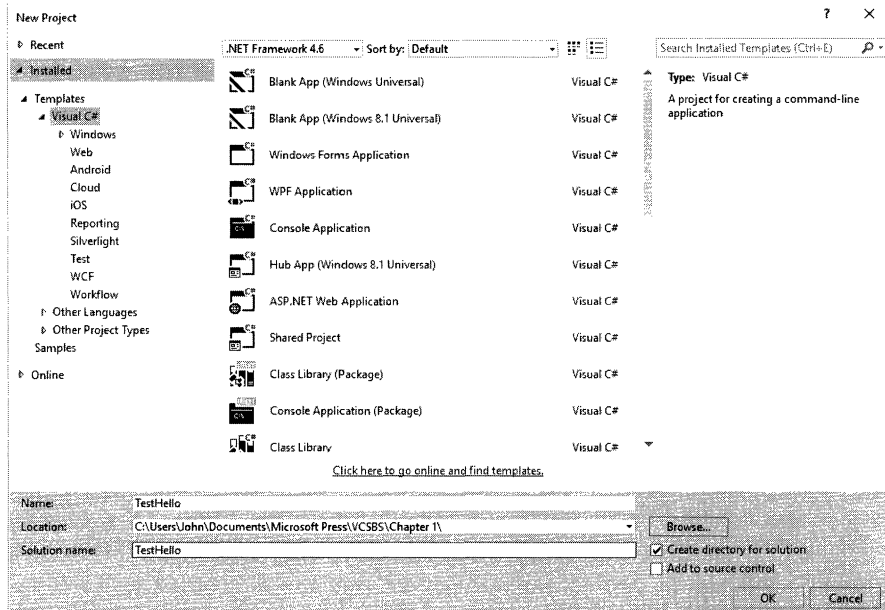 New Project
? ×
Recent
Installed
Templates
Visual C#
Windows
Web
Android
Cloud
iOS
Reporting
Silverlight
Test
WCF
Workflow
Other Languages
Other Project Types
Samples
Online
.NET Framework 4.6
Sort by: Default
Blank App (Windows Universal) Visual C#
Blank App (Windows 8.1 Universal) Visual C#
Windows Forms Application Visual C#
WPF Application Visual C#
Console Application Visual C#
Hub App (Windows 8.1 Universal) Visual C#
ASP.NET Web Application Visual C#
Shared Project Visual C#
Class Library (Package) Visual C#
Console Application (Package) Visual C#
Class Library Visual C#
Click here to go online and find templates.
Search Installed Templates (Ctrl+E)
Type: Visual C#
A project for creating a command-line
application
Name: TestHello
Location: C:\Users\John\Documents\Microsoft Press\VCSBS\Chapter 1\
Browse...
Solution name: TestHello
Create directory for solution
Add to source control
OK Cancel